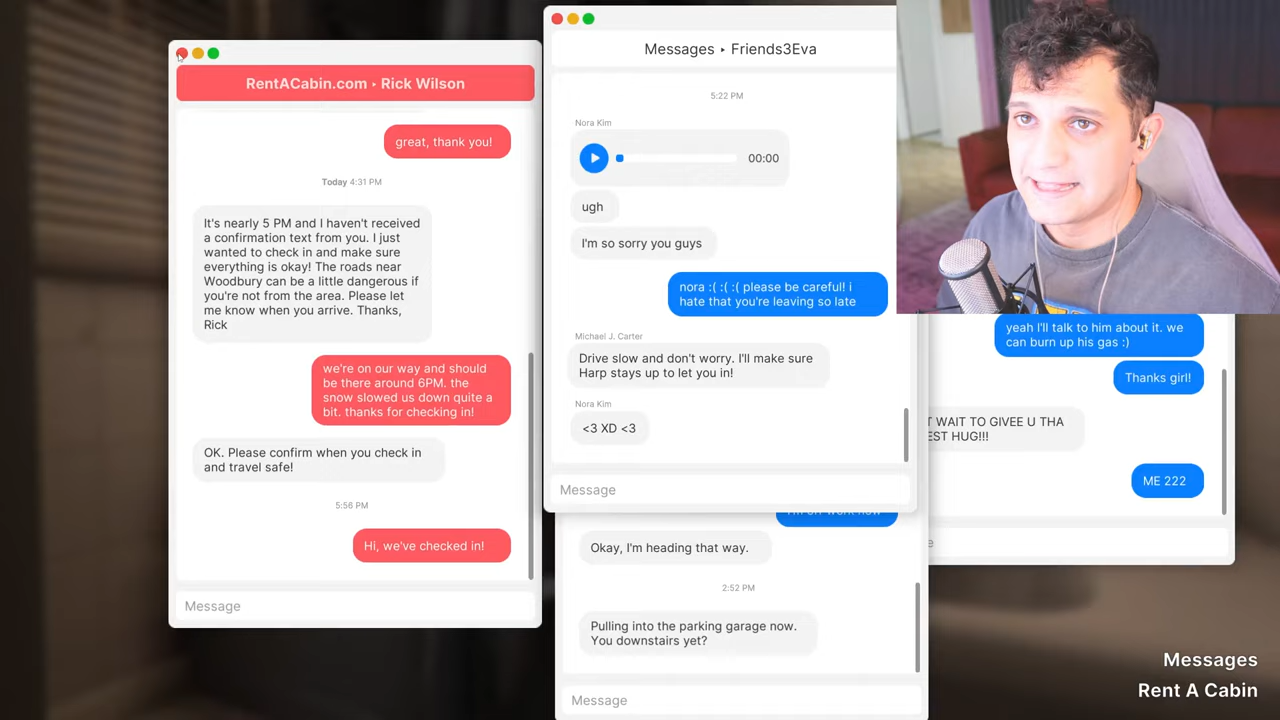 RentACabin.com ▸ Rick Wilson
great, thank you!
Today 4:31 PM
It's nearly 5 PM and I haven't received
a confirmation text from you. I just
wanted to check in and make sure
everything is okay! The roads near
Woodbury can be a little dangerous if
you're not from the area. Please let
me know when you arrive. Thanks,
Rick
we're on our way and should
be there around 6PM. the
snow slowed us down quite a
bit. thanks for checking in!
OK. Please confirm when you check in
and travel safe!
5:56 PM
Hi, we've checked in!
Message
Messages ▸ Friends3Eva
5:22 PM
Nora Kim
00:00
ugh
I'm so sorry you guys
nora :( :( :( please be careful! i
hate that you're leaving so late
Michael J. Carter
Drive slow and don't worry. I'll make sure
Harp stays up to let you in!
Nora Kim
<3 XD <3
Message
Okay, I'm heading that way.
2:52 PM
Pulling into the parking garage now.
You downstairs yet?
Message
yeah I'll talk to him about it. we
can burn up his gas :)
Thanks girl!
WAIT TO GIVEE U THA
HUG!!!
ME 222
Messages
Rent A Cabin